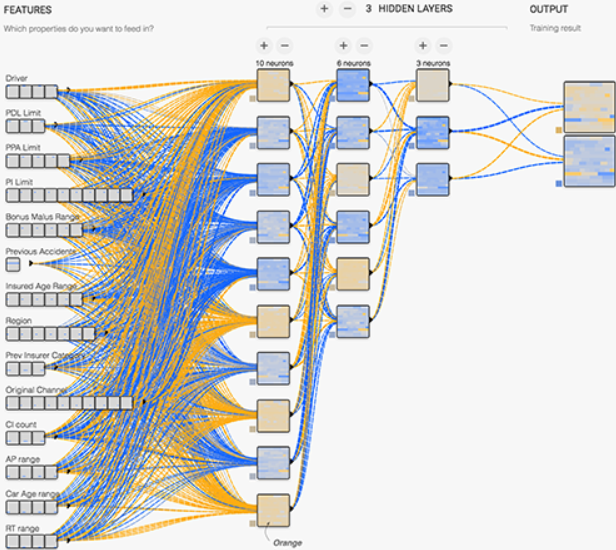 FEATURES
Which properties do you want to feed in?
+ − 3 HIDDEN LAYERS
OUTPUT
Training result
+ −
+ −
+ −
10 neurons
6 neurons
3 neurons
Driver
PDL Limit
PPA Limit
PI Limit
Bonus Malus Range
Previous Accidents
Insured Age Range
Region
Prev Insurer Category
Original Channel
CI count
AP range
Car Age range
RT range
Orange